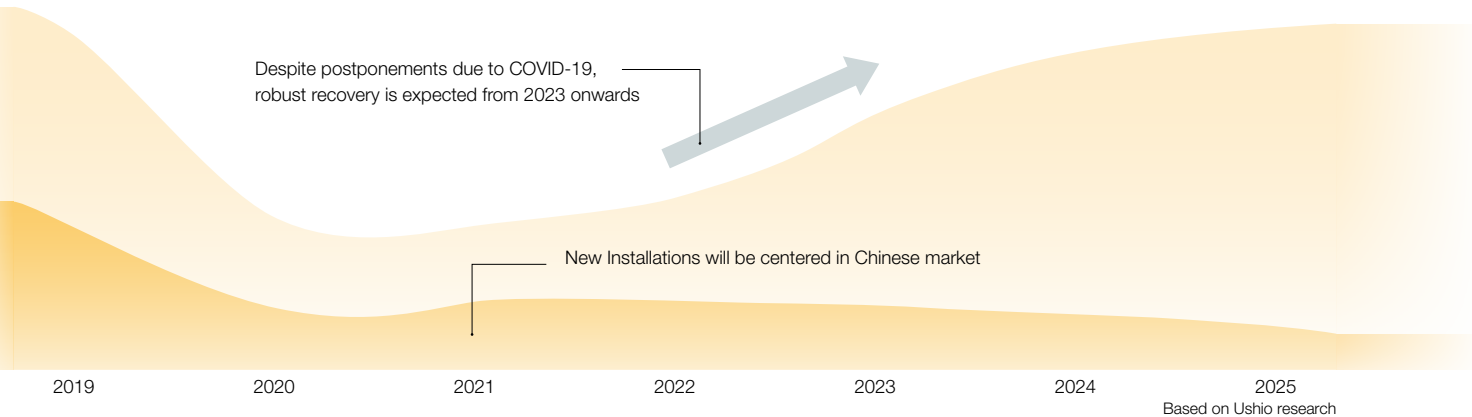 Despite postponements due to COVID-19,
robust recovery is expected from 2023 onwards
New Installations will be centered in Chinese market
2019 2020 2021 2022 2023 2024 2025
Based on Ushio research